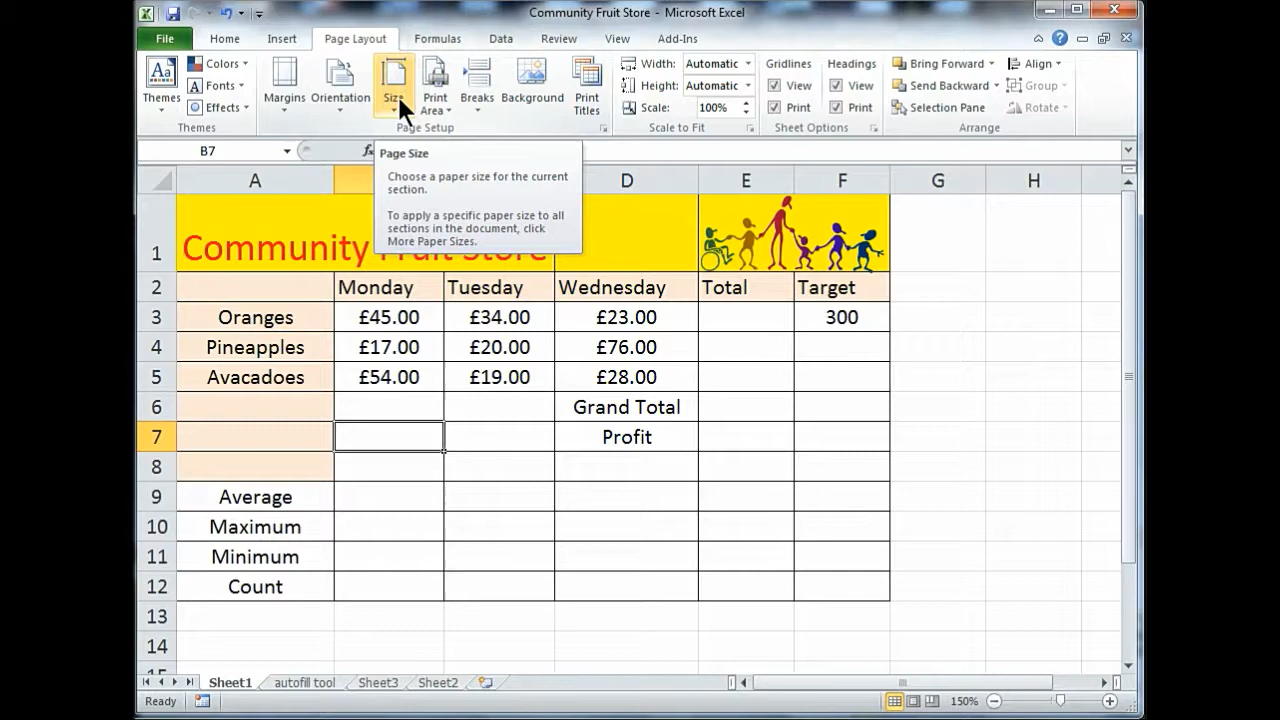 Community Fruit Store - Microsoft Excel
File Home Insert Page Layout Formulas Data Review View Add-Ins
Aa Themes Colors Fonts Effects
Margins Orientation Size Print Area Breaks Background Print Titles
Width: Automatic
Height: Automatic
Scale: 100%
Gridlines Headings
View View
Print Print
Bring Forward Align
Send Backward Group
Selection Pane Rotate
Themes Page Setup Scale to Fit Sheet Options Arrange
B7 fx
Page Size
Choose a paper size for the current
section.
To apply a specific paper size to all
sections in the document, click
More Paper Sizes.
A D E F G H
1 Community Fruit Store
2 Monday Tuesday Wednesday Total Target
3 Oranges £45.00 £34.00 £23.00 300
4 Pineapples £17.00 £20.00 £76.00
5 Avacadoes £54.00 £19.00 £28.00
6 Grand Total
7 Profit
8
9 Average
10 Maximum
11 Minimum
12 Count
13
14
Sheet1 autofill tool Sheet3 Sheet2
Ready 150%